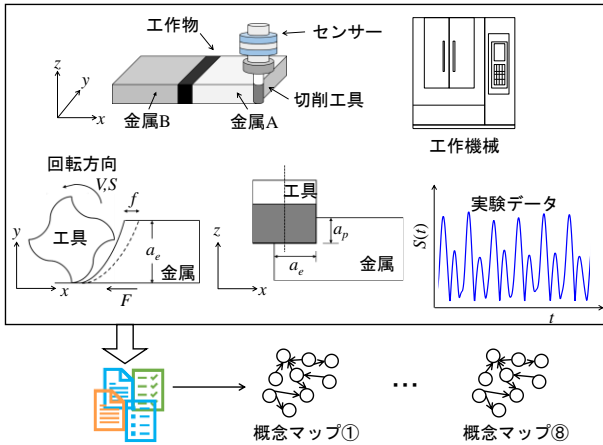 工作物
センサー
z
y
x
金属B
金属A
切削工具
工作機械
回転方向
V,S
f
y
工具
a_e
金属
x
F
z
工具
a_p
a_e
金属
x
実験データ
S(t)
t
概念マップ①
…
概念マップ⑧